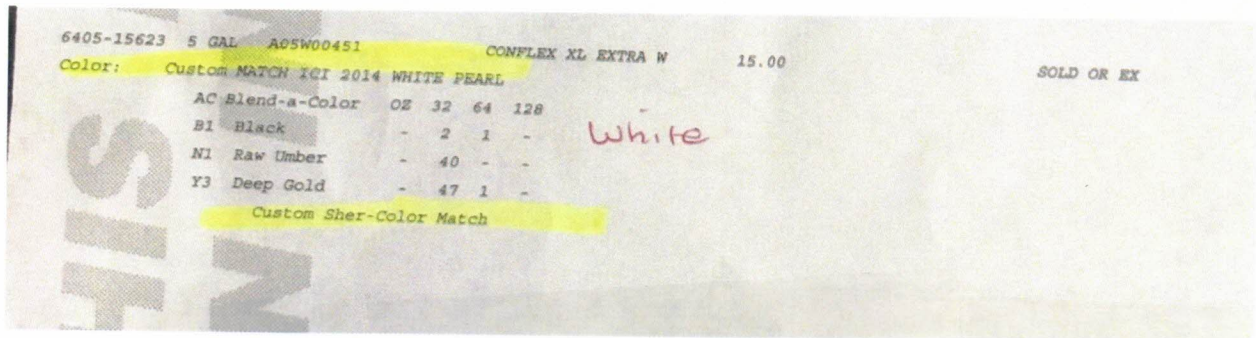 6405-15623 5 GAL A05W00451 CONFLEX XL EXTRA W 15.00 SOLD OR EX
Color: Custom MATCH ICI 2014 WHITE PEARL
AC Blend-a-Color OZ 32 64 128 -
B1 Black - 2 1 - White
N1 Raw Umber - 40 - -
Y3 Deep Gold - 47 1 -
Custom Sher-Color Match
HIS
N